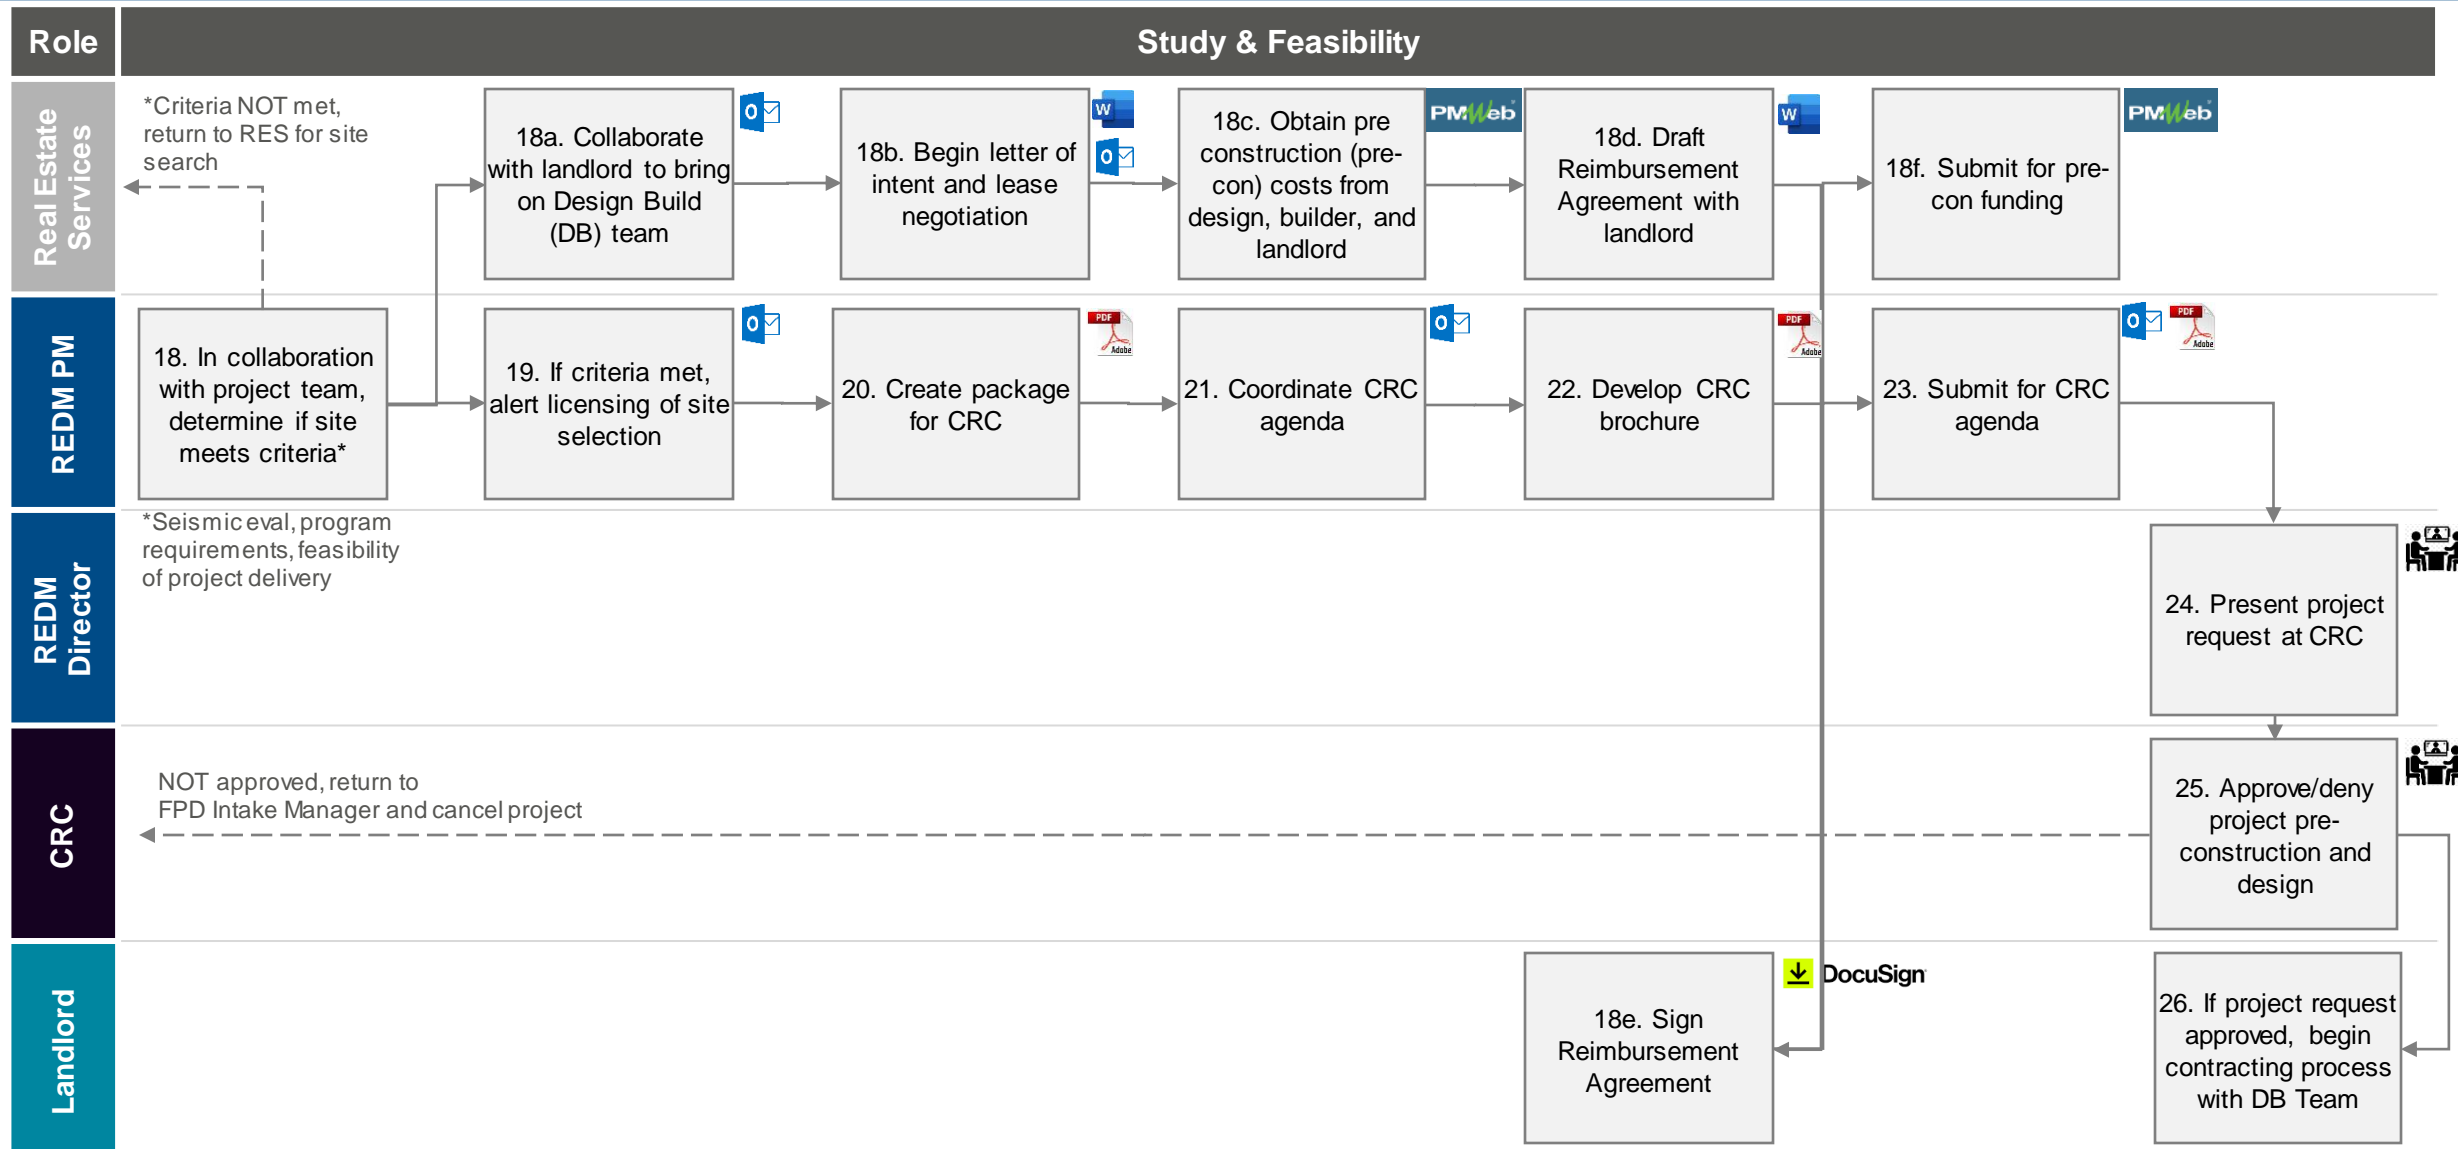 Role
Study & Feasibility
Real Estate
Services
*Criteria NOT met,
return to RES for site
search
18a. Collaborate
with landlord to bring
on Design Build
(DB) team
18b. Begin letter of
intent and lease
negotiation
W
18c. Obtain pre
construction (pre-
con) costs from
design, builder, and
landlord
PMWeb
18d. Draft
Reimbursement
Agreement with
landlord
W
18f. Submit for pre-
con funding
PMWeb
REDM PM
18. In collaboration
with project team,
determine if site
meets criteria*
19. If criteria met,
alert licensing of site
selection
20. Create package
for CRC
PDF
Adobe
21. Coordinate CRC
agenda
22. Develop CRC
brochure
PDF
Adobe
23. Submit for CRC
agenda
PDF
Adobe
REDM
Director
*Seismic eval, program
requirements, feasibility
of project delivery
24. Present project
request at CRC
CRC
NOT approved, return to
FPD Intake Manager and cancel project
25. Approve/deny
project pre-
construction and
design
Landlord
18e. Sign
Reimbursement
Agreement
DocuSign
26. If project request
approved, begin
contracting process
with DB Team